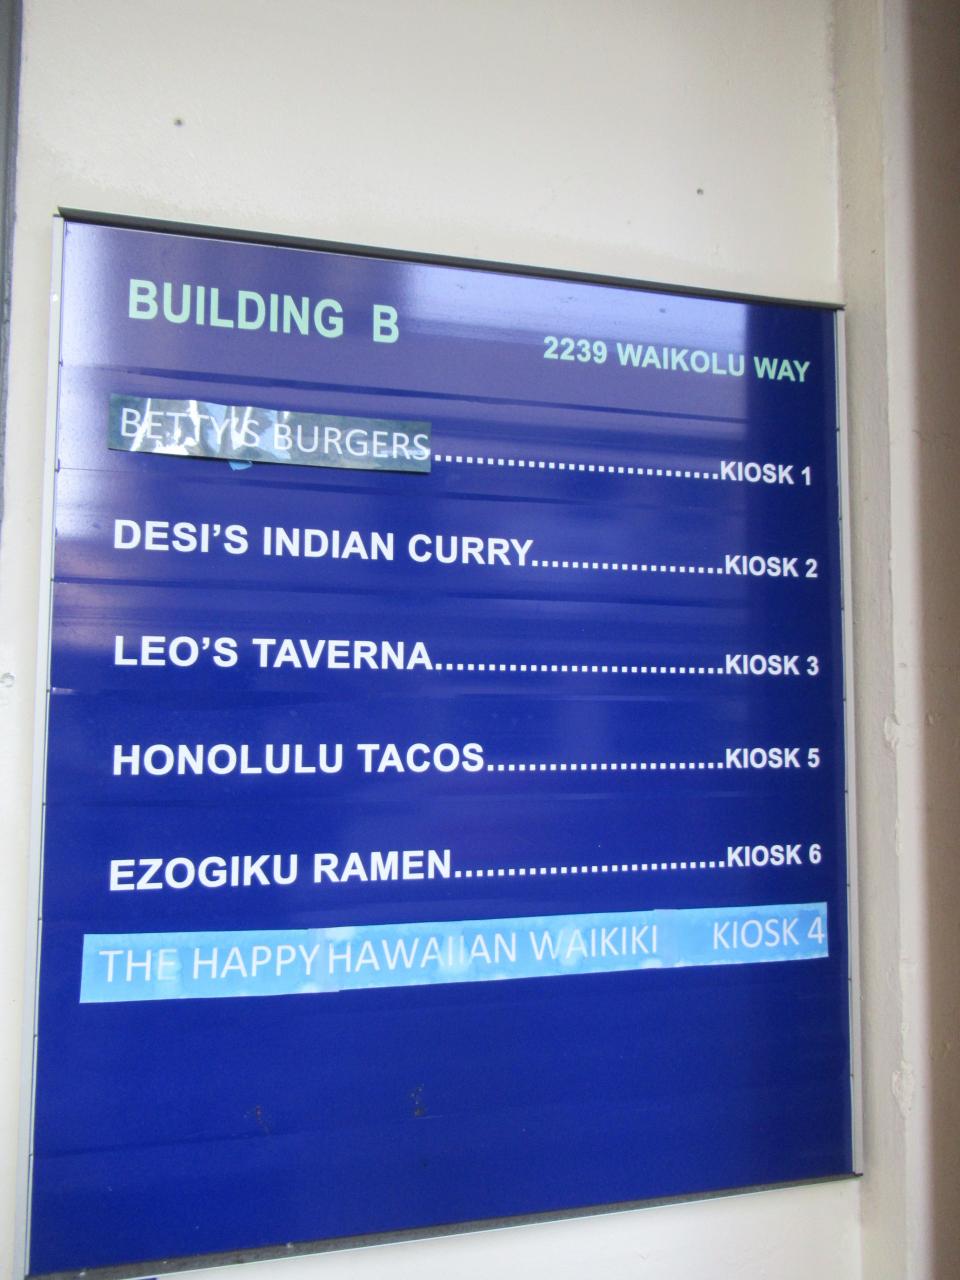 BUILDING B
2239 WAIKOLU WAY
BETTY'S BURGERS..............................KIOSK 1
DESI'S INDIAN CURRY...................KIOSK 2
LEO'S TAVERNA............................KIOSK 3
HONOLULU TACOS.......................KIOSK 5
EZOGIKU RAMEN..........................KIOSK 6
THE HAPPY HAWAIIAN WAIKIKI KIOSK 4